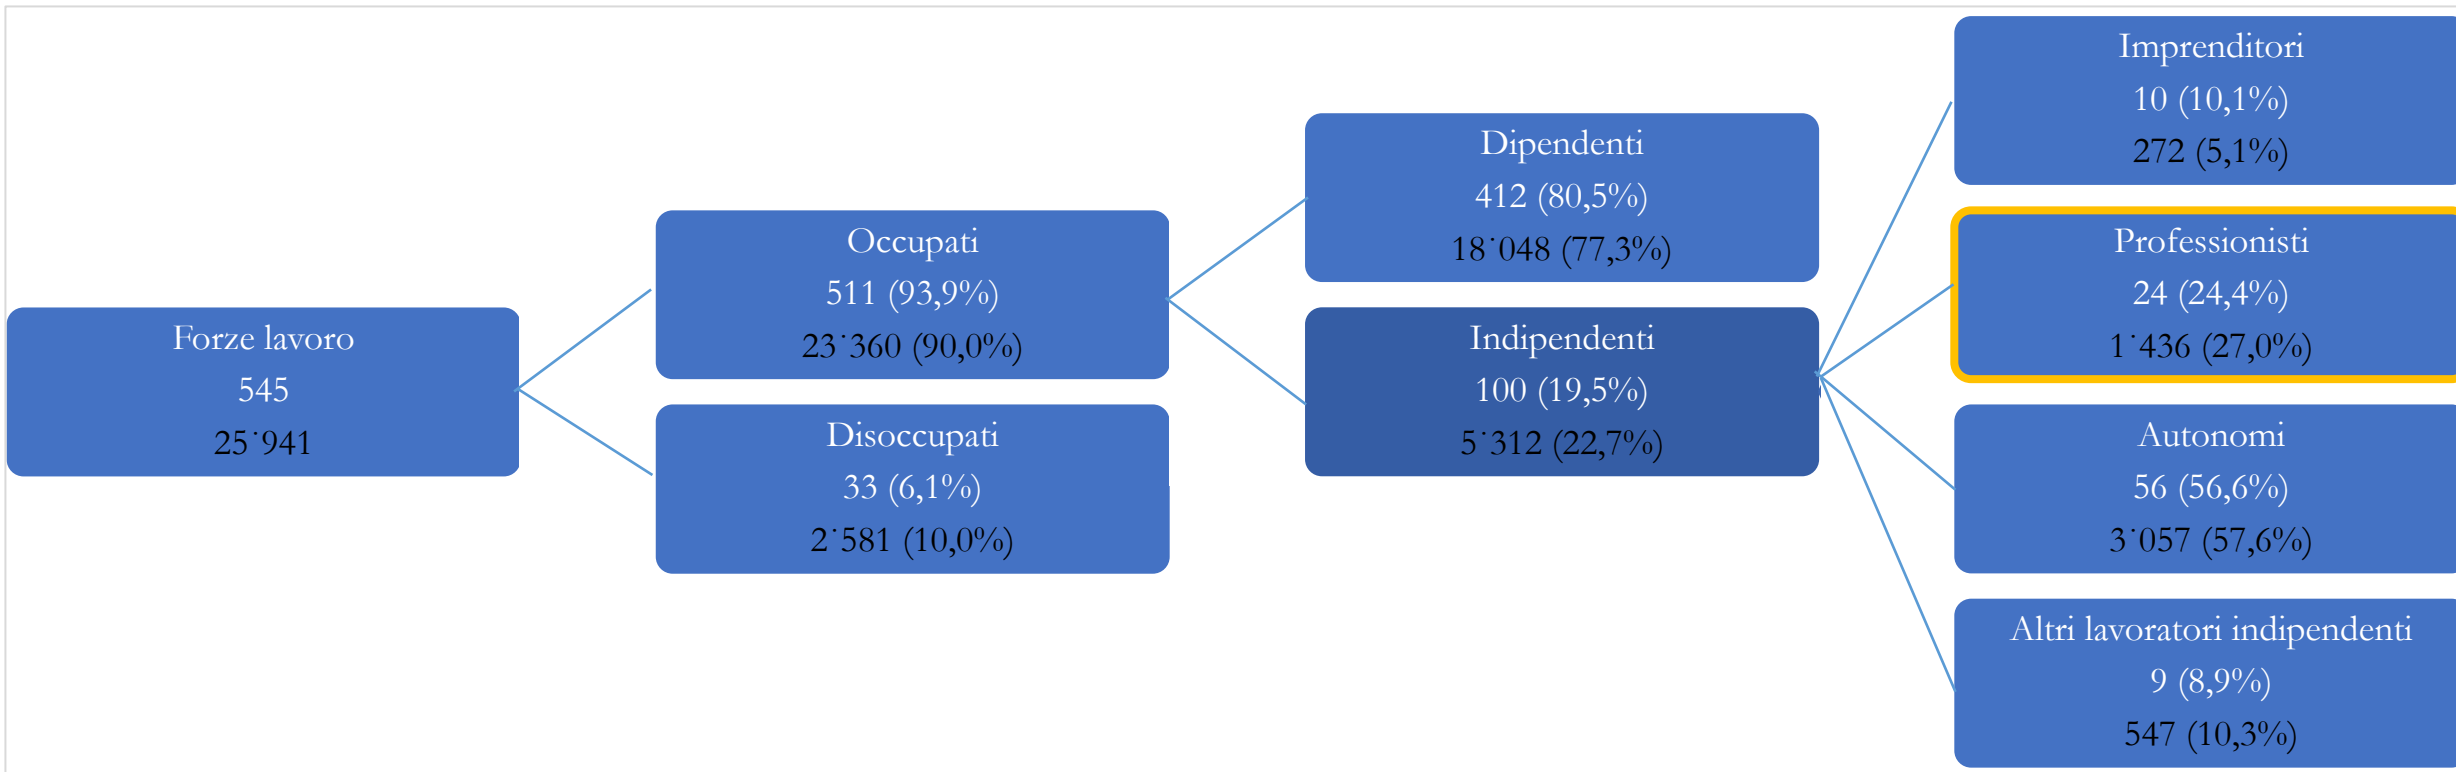 Forze lavoro
545
25˙941
Occupati
511 (93,9%)
23˙360 (90,0%)
Disoccupati
33 (6,1%)
2˙581 (10,0%)
Dipendenti
412 (80,5%)
18˙048 (77,3%)
Indipendenti
100 (19,5%)
5˙312 (22,7%)
Imprenditori
10 (10,1%)
272 (5,1%)
Professionisti
24 (24,4%)
1˙436 (27,0%)
Autonomi
56 (56,6%)
3˙057 (57,6%)
Altri lavoratori indipendenti
9 (8,9%)
547 (10,3%)